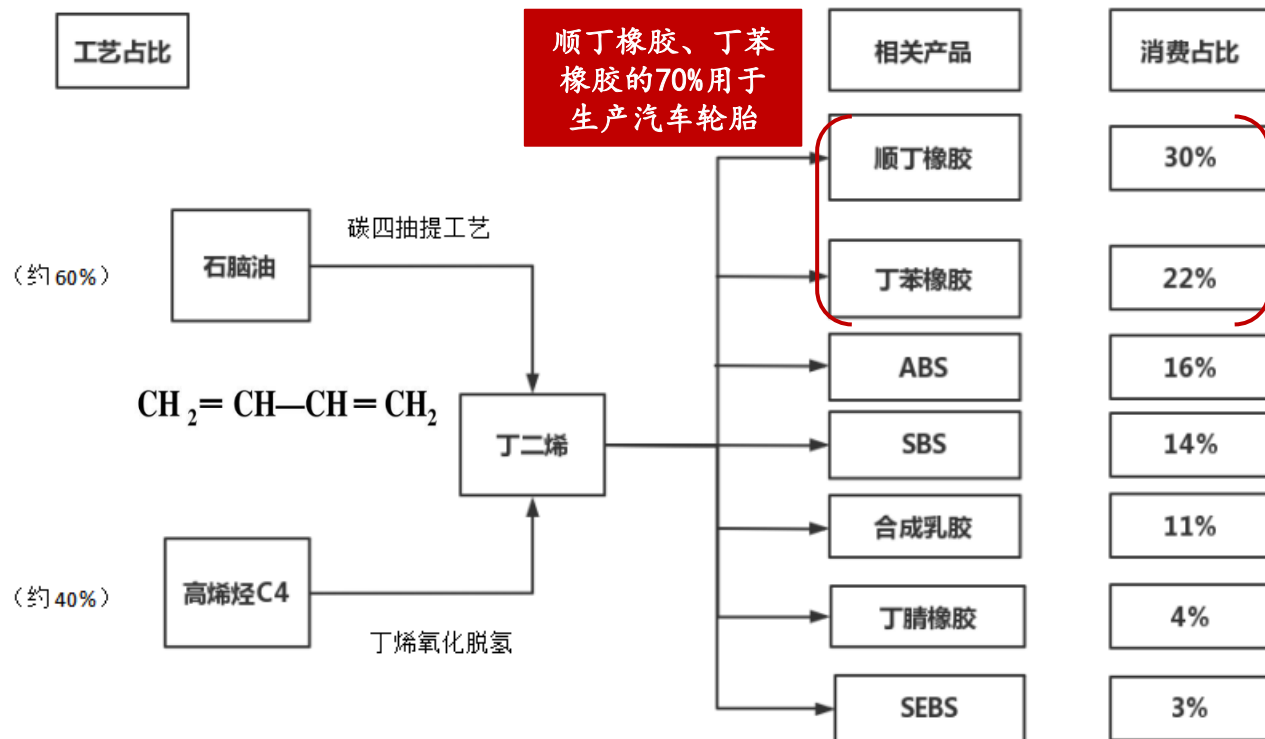 工艺占比
顺丁橡胶、丁苯
橡胶的70%用于
生产汽车轮胎
相关产品
消费占比
顺丁橡胶
30%
碳四抽提工艺
（约60%）
石脑油
丁苯橡胶
22%
ABS
16%
CH₂=CH—CH=CH₂
丁二烯
SBS
14%
合成乳胶
11%
（约40%）
高烯烃C4
丁烯氧化脱氢
丁腈橡胶
4%
SEBS
3%